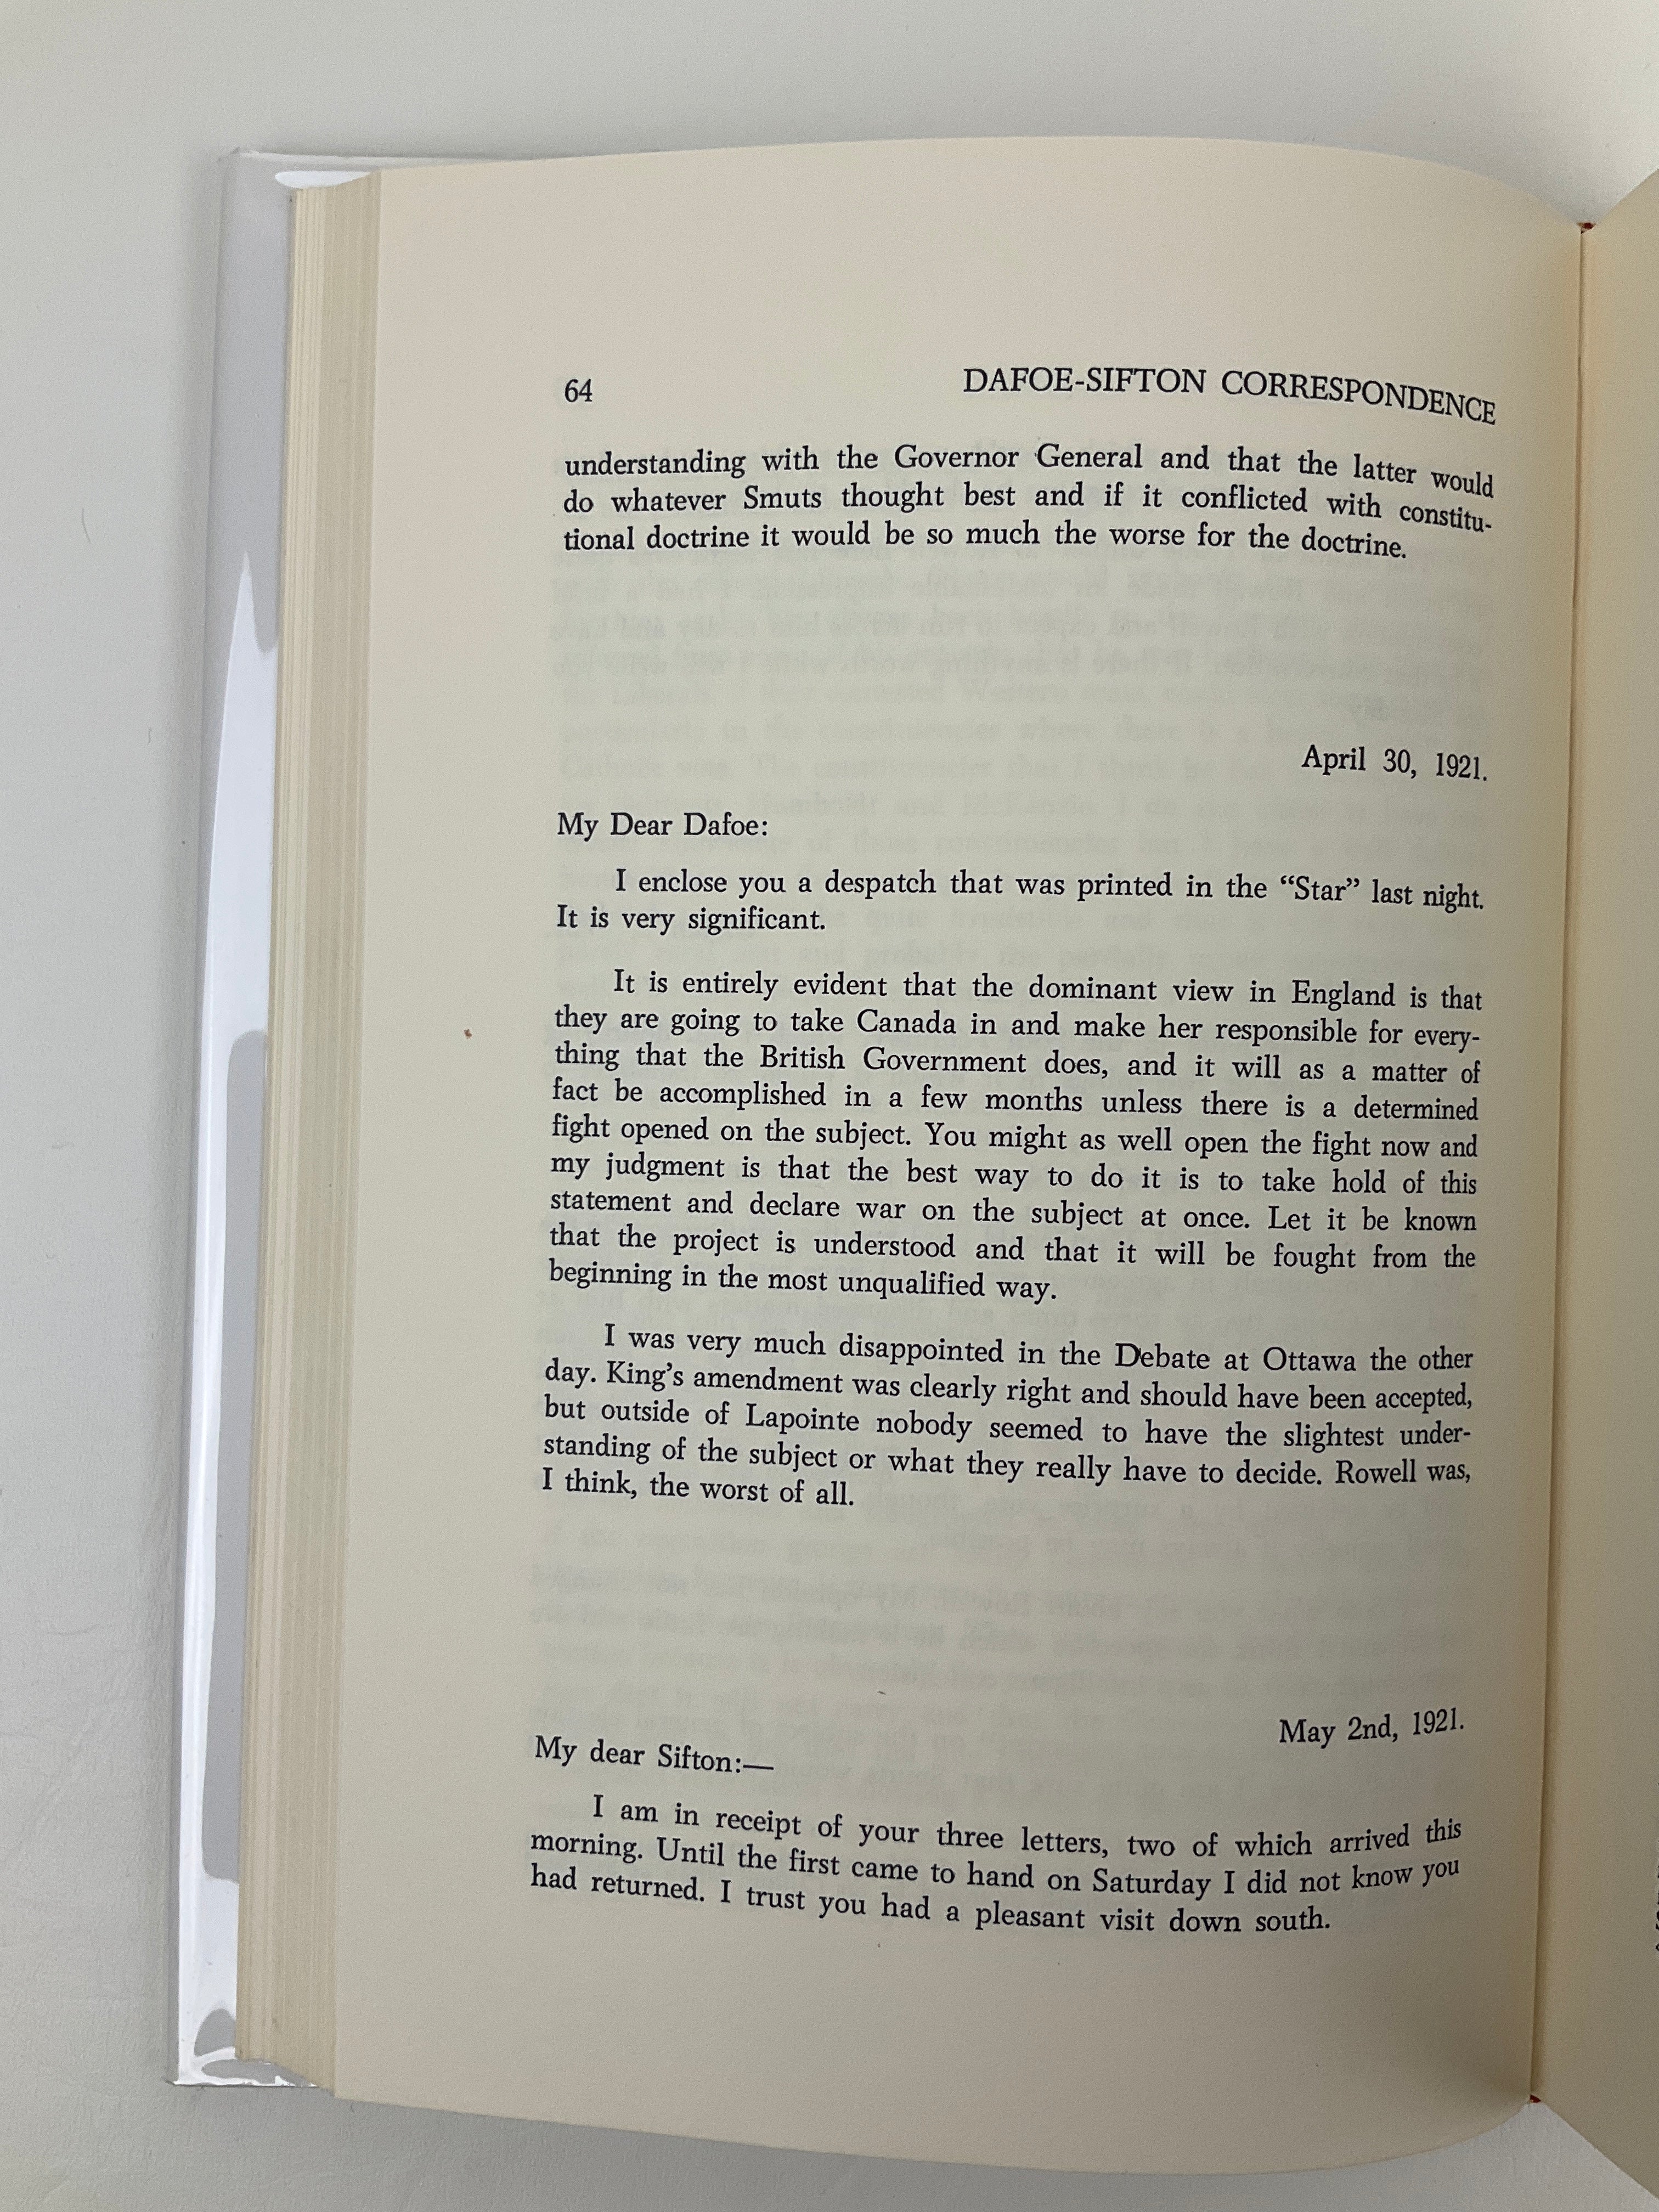 64 DAFOE-SIFTON CORRESPONDENCE
understanding with the Governor General and that the latter would
do whatever Smuts thought best and if it conflicted with constitu-
tional doctrine it would be so much the worse for the doctrine.
April 30, 1921.
My Dear Dafoe:
I enclose you a despatch that was printed in the “Star” last night.
It is very significant.
It is entirely evident that the dominant view in England is that
they are going to take Canada in and make her responsible for every-
thing that the British Government does, and it will as a matter of
fact be accomplished in a few months unless there is a determined
fight opened on the subject. You might as well open the fight now and
my judgment is that the best way to do it is to take hold of this
statement and declare war on the subject at once. Let it be known
that the project is understood and that it will be fought from the
beginning in the most unqualified way.
I was very much disappointed in the Debate at Ottawa the other
day. King’s amendment was clearly right and should have been accepted,
but outside of Lapointe nobody seemed to have the slightest under-
standing of the subject or what they really have to decide. Rowell was,
I think, the worst of all.
May 2nd, 1921.
My dear Sifton:—
I am in receipt of your three letters, two of which arrived this
morning. Until the first came to hand on Saturday I did not know you
had returned. I trust you had a pleasant visit down south.